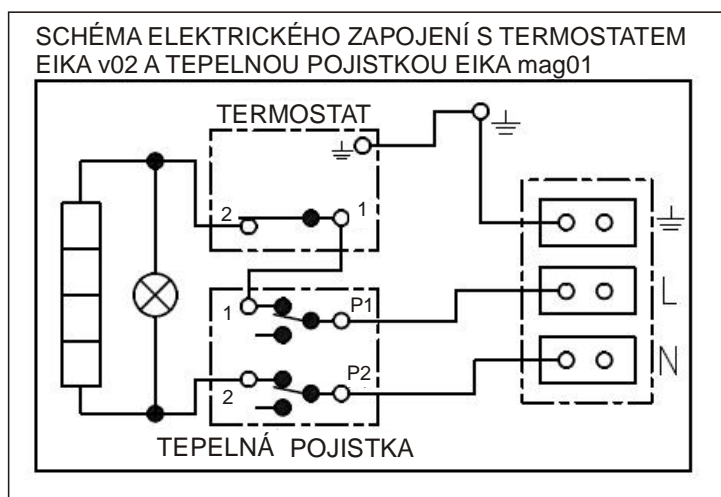 SCHÉMA ELEKTRICKÉHO ZAPOJENÍ S TERMOSTATEM
EIKA v02 A TEPELNOU POJISTKOU EIKA mag01
TERMOSTAT
2
1
1
P1
L
2
P2
N
TEPELNÁ POJISTKA